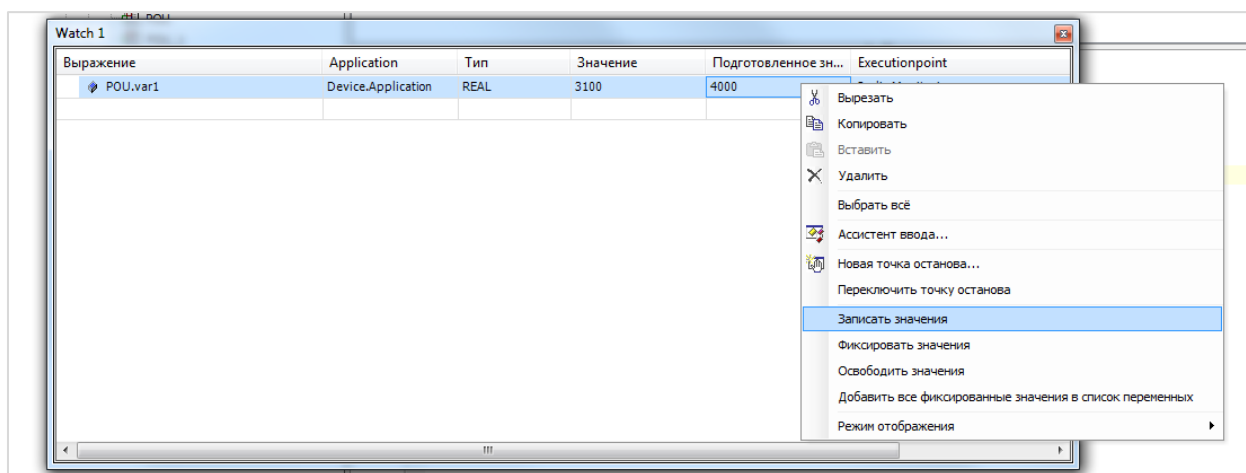 POU
Watch 1
Выражение Application Тип Значение Подготовленное зн... Executionpoint
POU.var1 Device.Application REAL 3100 4000
Вырезать
Копировать
Вставить
Удалить
Выбрать всё
Ассистент ввода...
Новая точка останова...
Переключить точку останова
Записать значения
Фиксировать значения
Освободить значения
Добавить все фиксированные значения в список переменных
Режим отображения